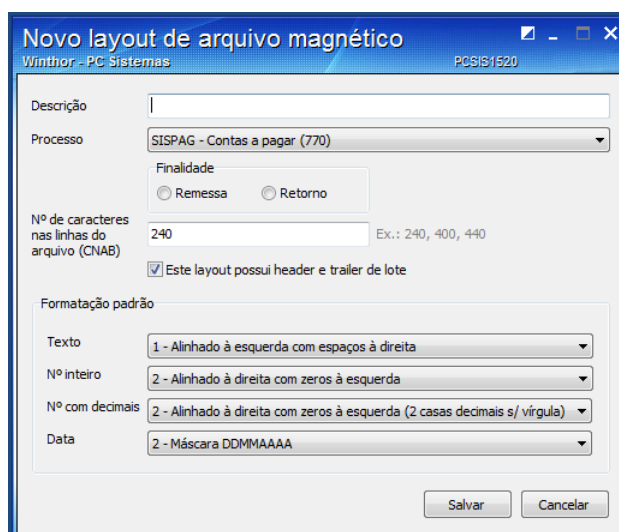 Novo layout de arquivo magnético
Winthor - PC Sistemas PCSIS1520
Descrição
Processo SISPAG - Contas a pagar (770)
Finalidade
Remessa Retorno
Nº de caracteres
nas linhas do
arquivo (CNAB)
240 Ex.: 240, 400, 440
Este layout possui header e trailer de lote
Formatação padrão
Texto 1 - Alinhado à esquerda com espaços à direita
Nº inteiro 2 - Alinhado à direita com zeros à esquerda
Nº com decimais 2 - Alinhado à direita com zeros à esquerda (2 casas decimais s/ vírgula)
Data 2 - Máscara DDMMAAAA
Salvar Cancelar